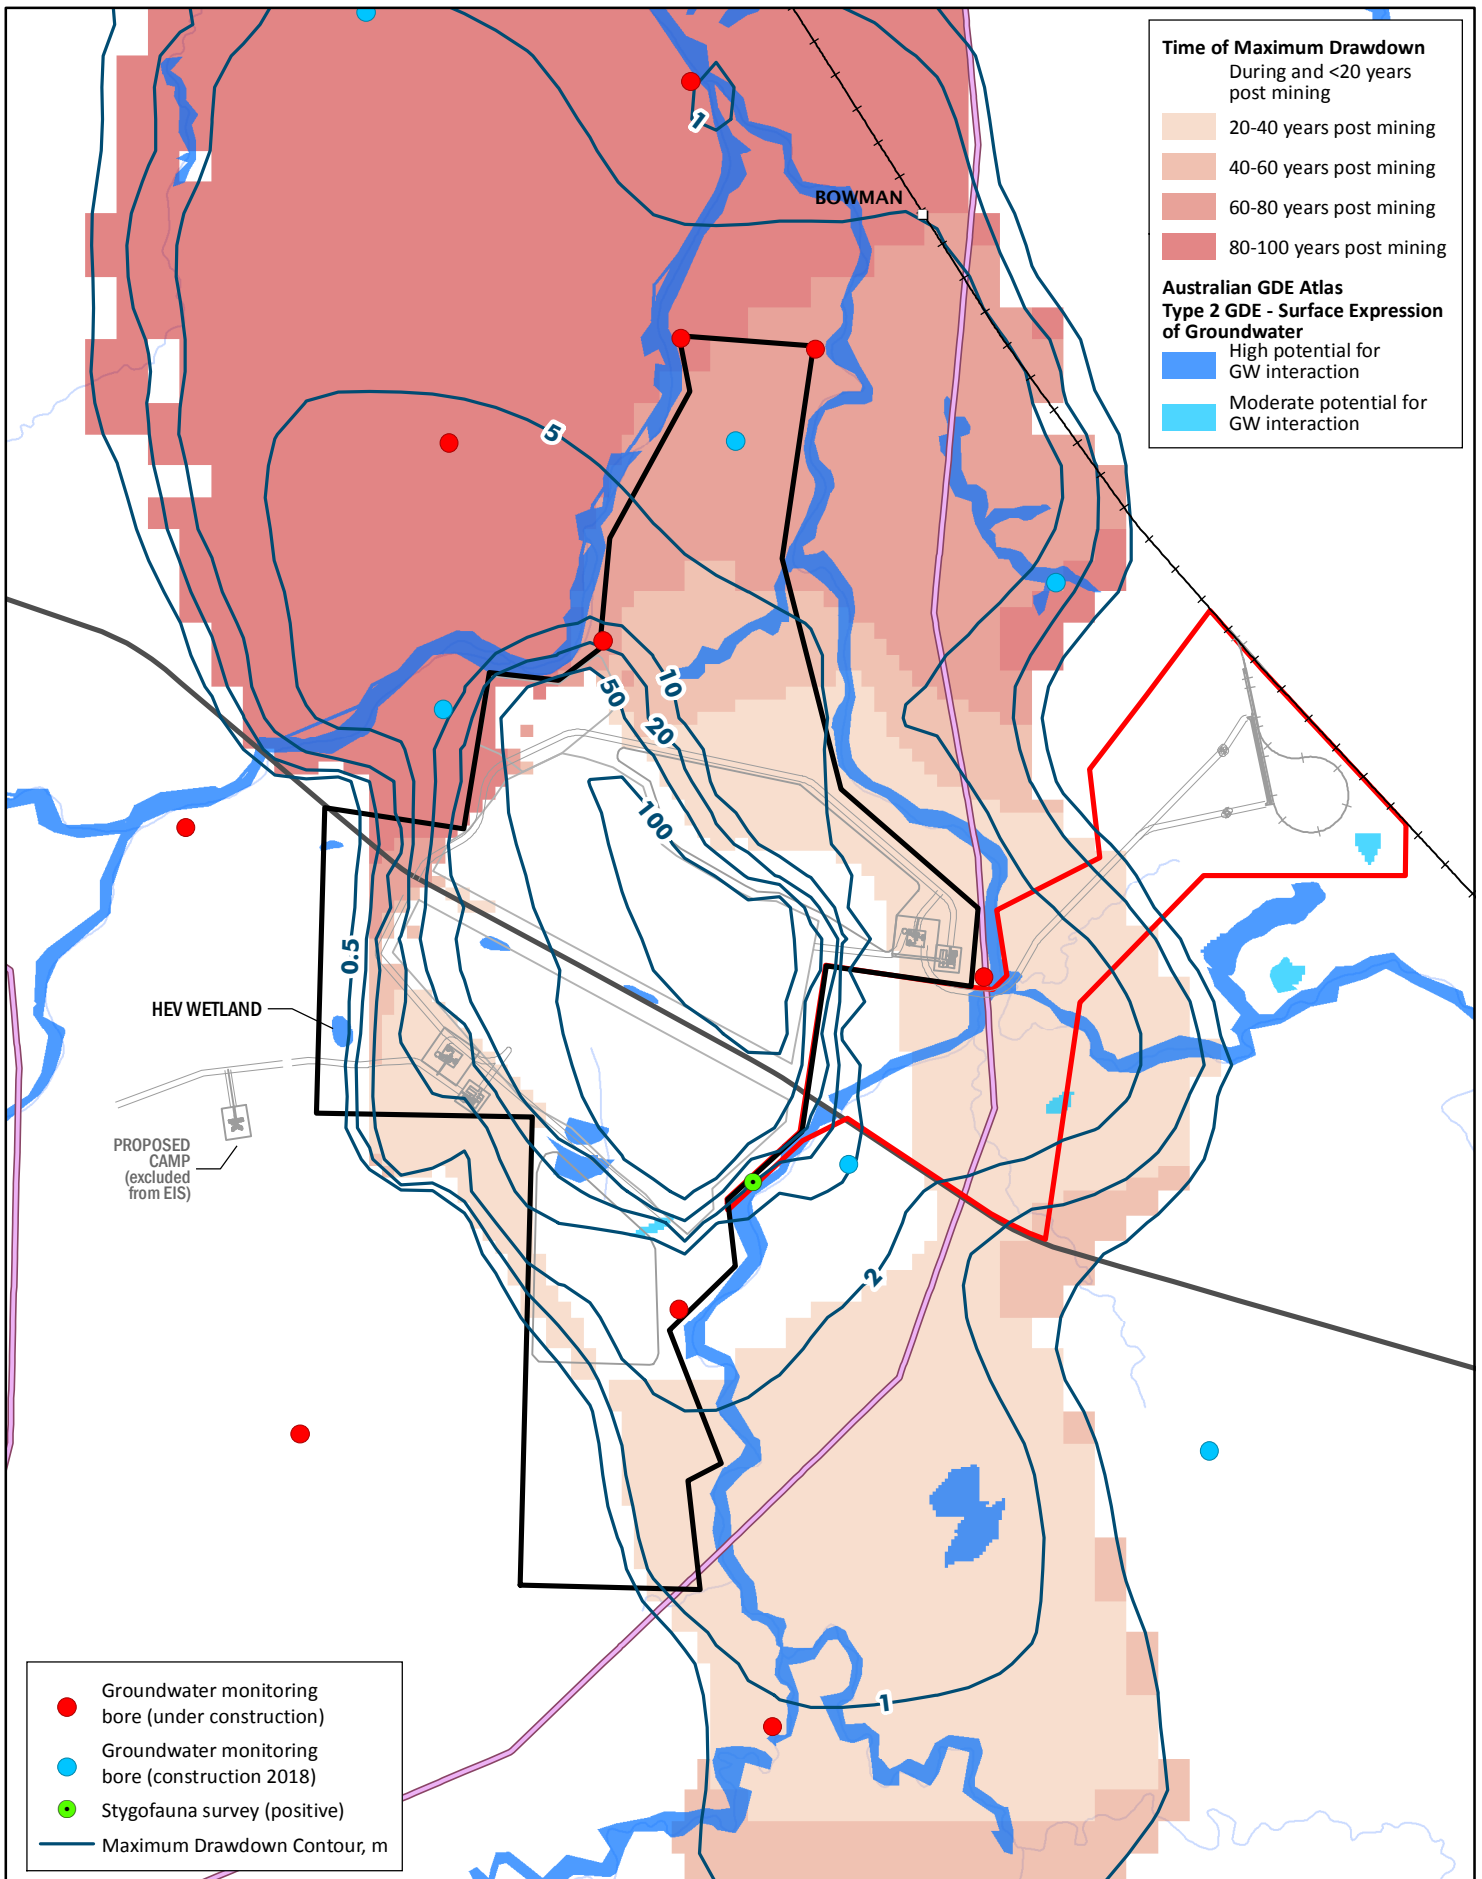 Time of Maximum Drawdown
During and <20 years
post mining
20-40 years post mining
40-60 years post mining
60-80 years post mining
80-100 years post mining
Australian GDE Atlas
Type 2 GDE - Surface Expression
of Groundwater
High potential for
GW interaction
Moderate potential for
GW interaction
1
BOWMAN
5
10
50
20
100
0.5
HEV WETLAND
PROPOSED
CAMP
(excluded
from EIS)
2
1
Groundwater monitoring
bore (under construction)
Groundwater monitoring
bore (construction 2018)
Stygofauna survey (positive)
Maximum Drawdown Contour, m